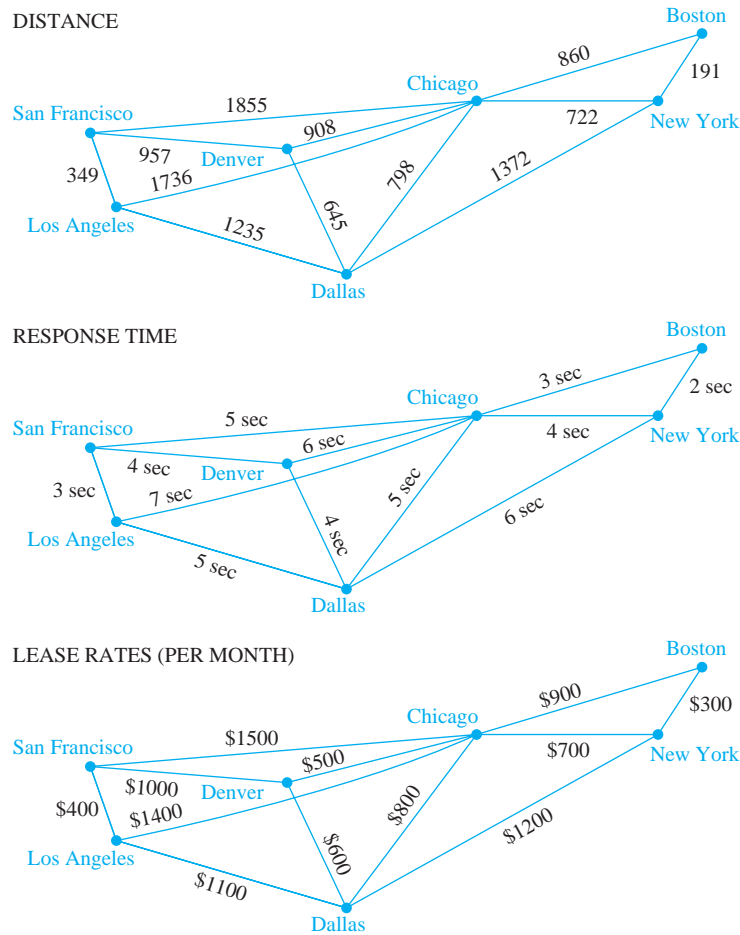 DISTANCE
Boston
860
191
Chicago
San Francisco
1855
908
722
New York
957
Denver
349
1736
798
1372
Los Angeles
645
1235
Dallas
RESPONSE TIME
Boston
3 sec
2 sec
Chicago
San Francisco
5 sec
6 sec
4 sec
New York
4 sec
Denver
3 sec
7 sec
5 sec
6 sec
Los Angeles
4 sec
5 sec
Dallas
LEASE RATES (PER MONTH)
Boston
$900
$300
Chicago
San Francisco
$1500
$500
$700
New York
$1000
Denver
$400
$1400
$800
$1200
Los Angeles
$600
$1100
Dallas